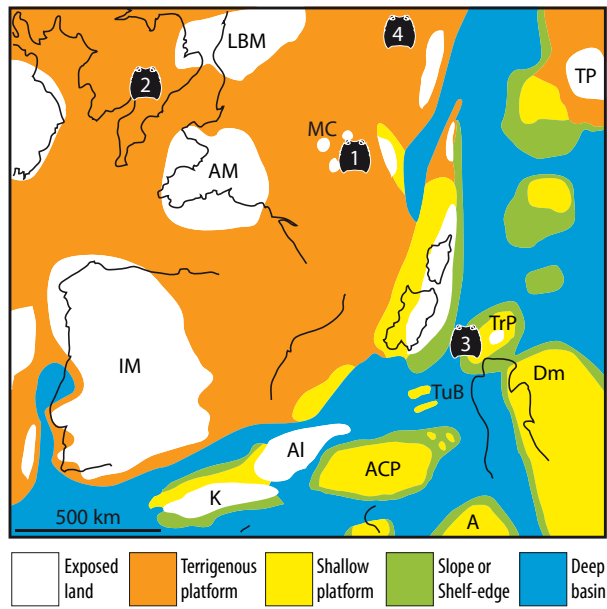 LBM
4
TP
2
MC
1
AM
TrP
3
IM
Dm
TuB
Al
ACP
K
A
500 km
Exposed
land
Terrigenous
platform
Shallow
platform
Slope or
Shelf-edge
Deep
basin